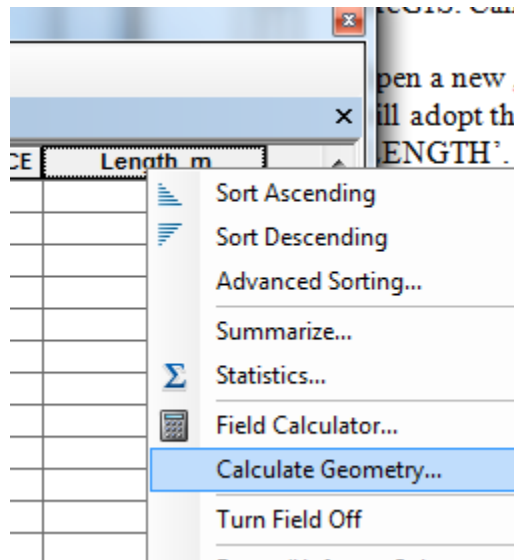 pen a new
ill adopt th
ENGTH’.
CE Length_m
Sort Ascending
Sort Descending
Advanced Sorting...
Summarize...
Σ Statistics...
Field Calculator...
Calculate Geometry...
Turn Field Off